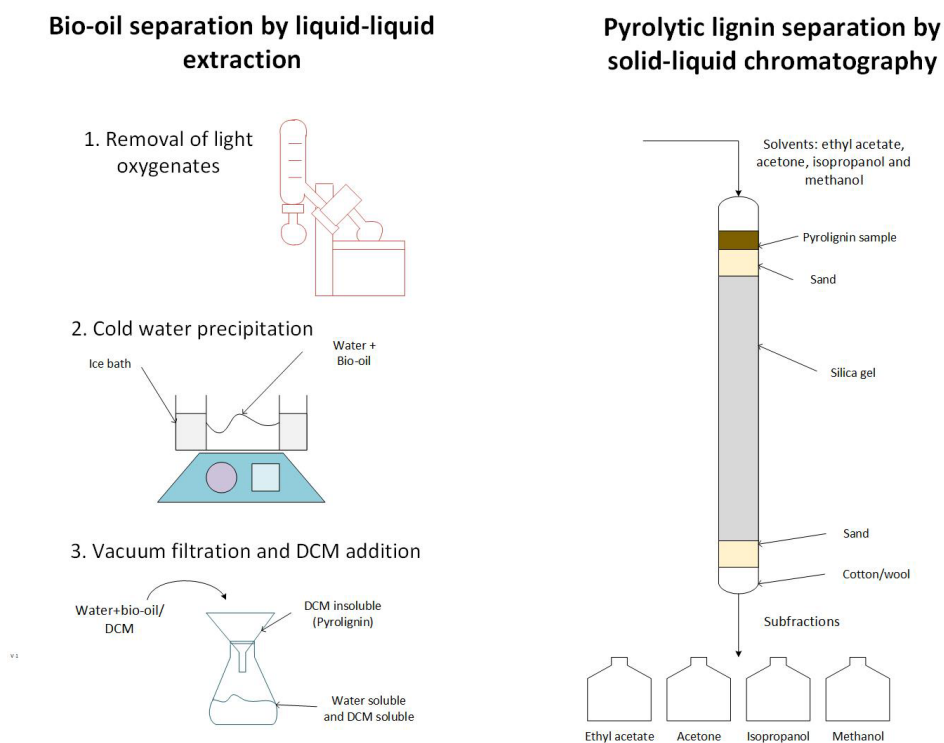 Bio-oil separation by liquid-liquid
extraction
1. Removal of light
oxygenates
2. Cold water precipitation
Ice bath
Water +
Bio-oil
3. Vacuum filtration and DCM addition
Water+bio-oil/
DCM
DCM insoluble
(Pyrolignin)
Water soluble
and DCM soluble
V 1
Pyrolytic lignin separation by
solid-liquid chromatography
Solvents: ethyl acetate,
acetone, isopropanol and
methanol
Pyrolignin sample
Sand
Silica gel
Sand
Cotton/wool
Subfractions
Ethyl acetate
Acetone
Isopropanol
Methanol